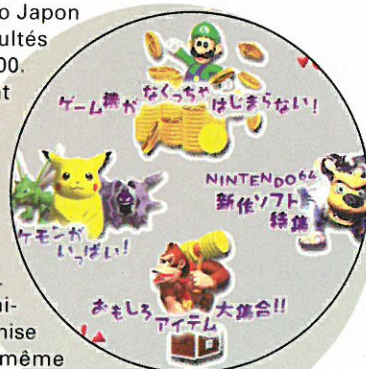 o Japon
ultés
00.
nt
ゲーム機がなくっちゃはじまらない!
NINTENDO64
新作ソフト
特集
ケモンが
いっぱい!
おもしろ
アイテム大集合!!
ni-
nise
même